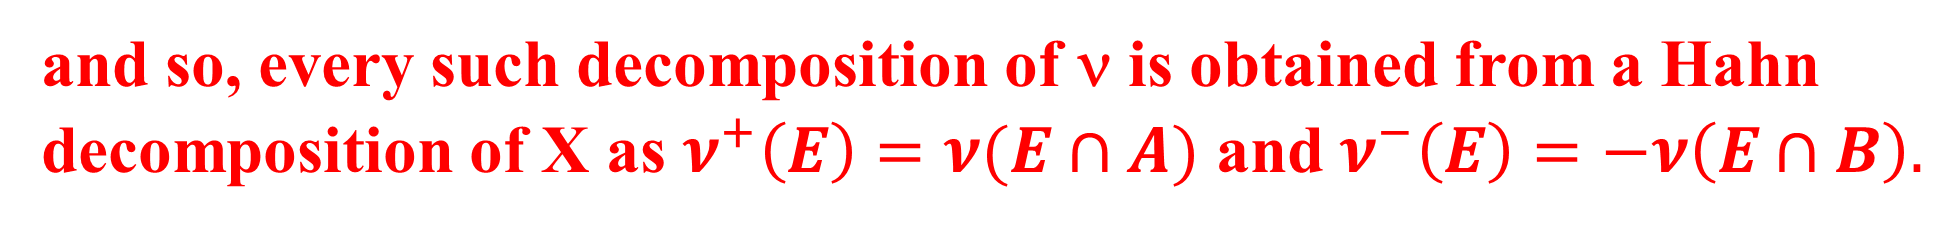 and so, every such decomposition of ν is obtained from a Hahn
decomposition of X as ν⁺(E) = ν(E ∩ A) and ν⁻(E) = −ν(E ∩ B).